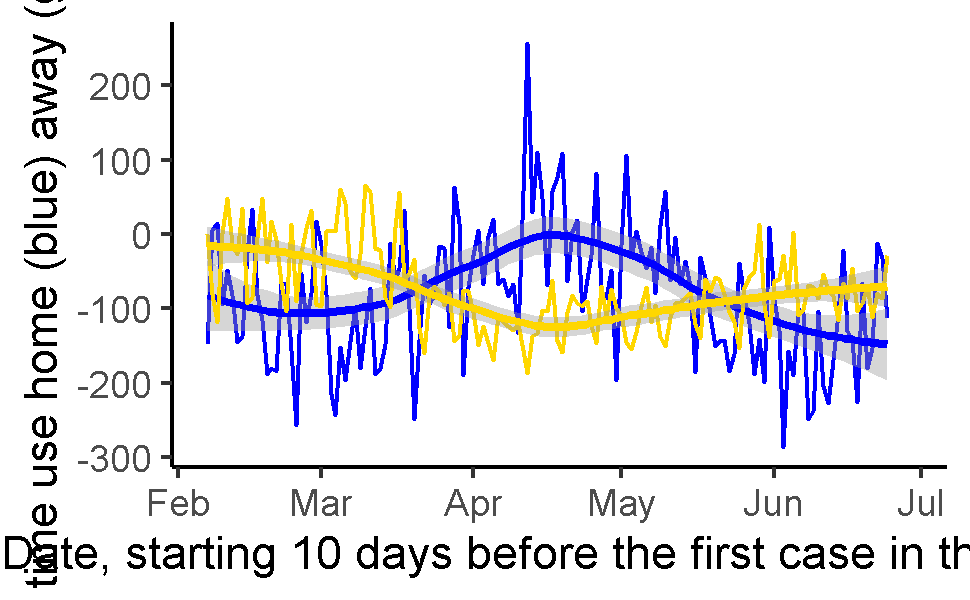 time use home (blue) away (
200
100
0
-100
-200
-300
Feb Mar Apr May Jun Jul
Date, starting 10 days before the first case in th